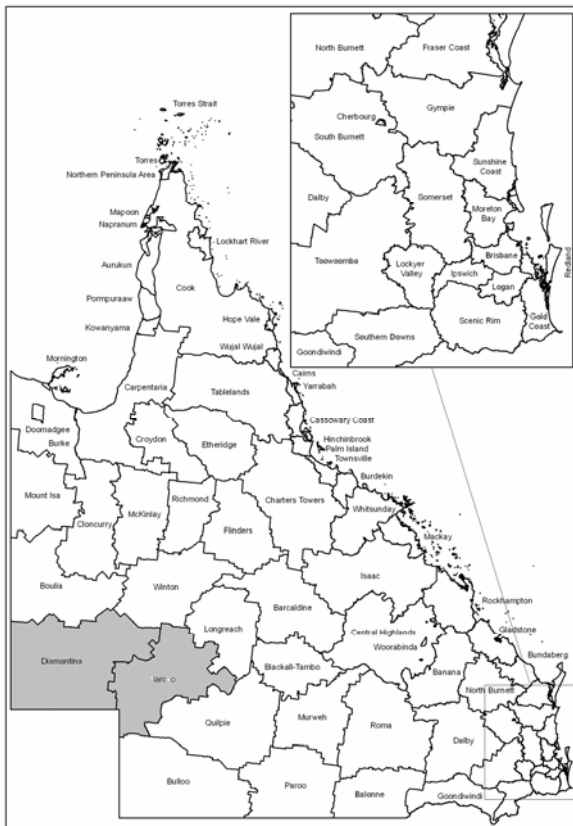 North Burnett
Fraser Coast
Cherbourg
Gympie
South Burnett
Sunshine
Coast
Dalby
Somerset
Moreton
Bay
Toowoomba
Lockyer
Valley
Brisbane
Ipswich
Logan
Redland
Scenic Rim
Gold
Coast
Southern Downs
Goondiwindi
Torres Strait
Torres
Northern Peninsula Area
Mapoon
Napranum
Lockhart River
Aurukun
Cook
Pormpuraaw
Kowanyama
Hope Vale
Wujal Wujal
Mornington
Cairns
Yarrabah
Carpentaria
Tablelands
Cassowary Coast
Doomadgee
Burke
Croydon
Etheridge
Hinchinbrook
Palm Island
Townsville
Burdekin
Mount Isa
Cloncurry
McKinlay
Richmond
Flinders
Charters Towers
Whitsunday
Mackay
Boulia
Winton
Isaac
Barcaldine
Rockhampton
Longreach
Central Highlands
Gladstone
Woorabinda
Diamantina
Blackall-Tambo
Banana
Bundaberg
North Burnett
Quilpie
Murweh
Roma
Dalby
Bulloo
Paroo
Balonne
Goondiwindi